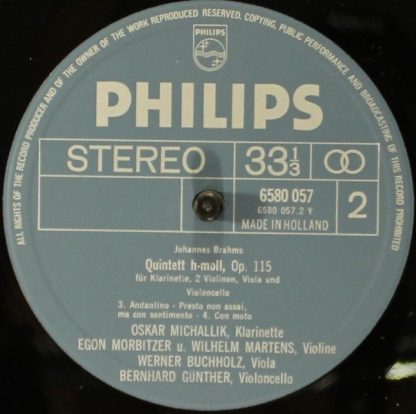 ALL RIGHTS OF THE RECORD PRODUCER AND OF THE OWNER OF THE WORK REPRODUCED RESERVED, COPYING, PUBLIC PERFORMANCE AND BROADCASTING OF THIS RECORD PROHIBITED
PHILIPS
PHILIPS
STEREO 33 1/3
6580 057
6580 057.2 Y
MADE IN HOLLAND
2
Johannes Brahms
Quintett h-moll, Op. 115
für Klarinette, 2 Violinen, Viola und
Violoncello
3. Andantino - Presto non assai,
ma con sentimento - 4. Con moto
OSKAR MICHALLIK, Klarinette
EGON MORBITZER u. WILHELM MARTENS, Violine
WERNER BUCHHOLZ, Viola
BERNHARD GÜNTHER, Violoncello